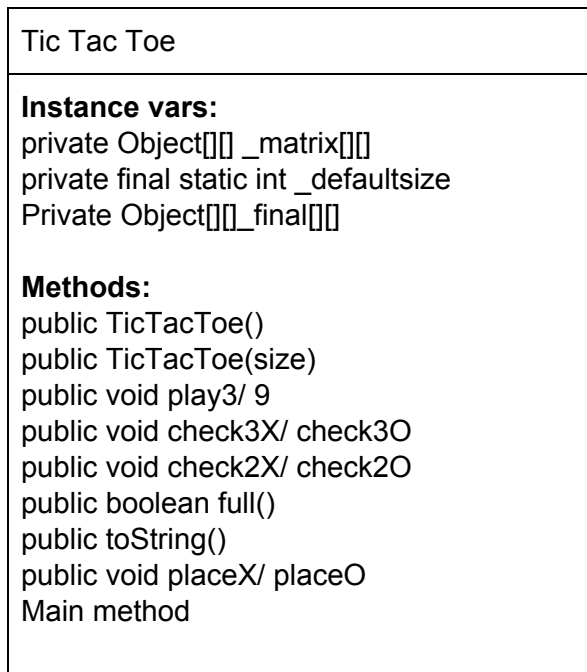 Tic Tac Toe
Instance vars:
private Object[][] _matrix[][]
private final static int _defaultsize
Private Object[][]_final[][]
Methods:
public TicTacToe()
public TicTacToe(size)
public void play3/ 9
public void check3X/ check3O
public void check2X/ check2O
public boolean full()
public toString()
public void placeX/ placeO
Main method